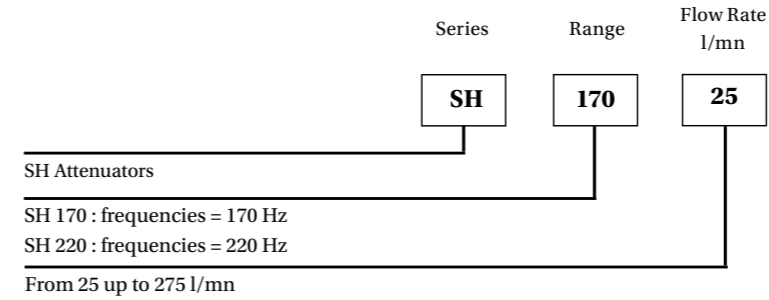 Series
Range
Flow Rate
l/mn
SH
170
25
SH Attenuators
SH 170 : frequencies = 170 Hz
SH 220 : frequencies = 220 Hz
From 25 up to 275 l/mn